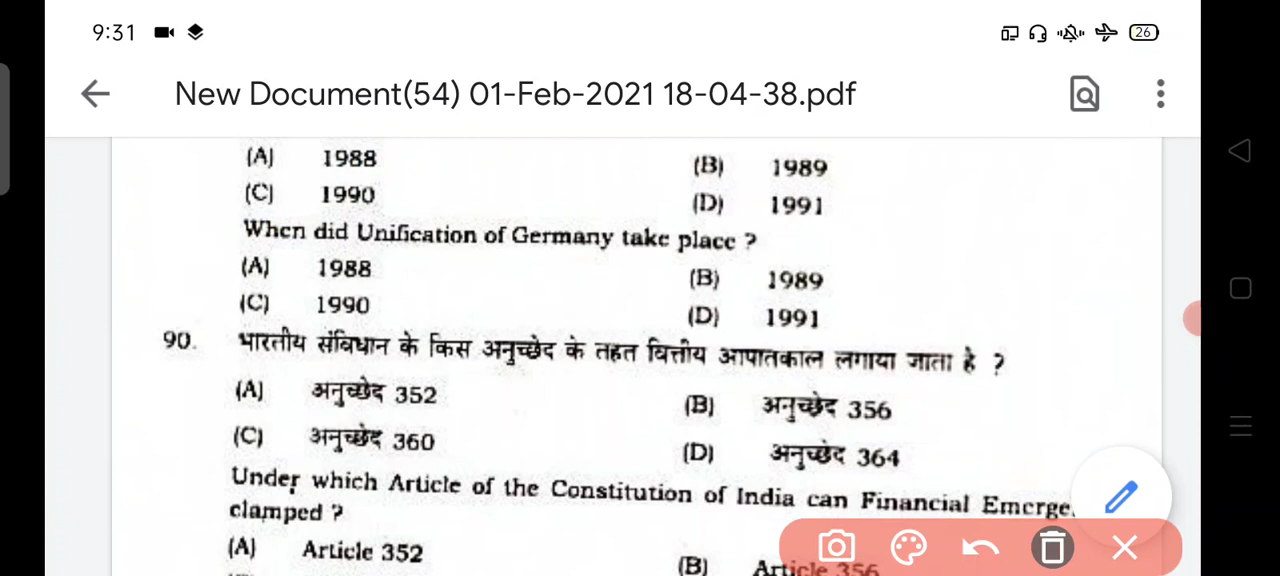 9:31
26
New Document(54) 01-Feb-2021 18-04-38.pdf
(A) 1988 (B) 1989
(C) 1990 (D) 1991
When did Unification of Germany take place ?
(A) 1988 (B) 1989
(C) 1990 (D) 1991
90. भारतीय संविधान के किस अनुच्छेद के तहत वित्तीय आपातकाल लगाया जाता है ?
(A) अनुच्छेद 352 (B) अनुच्छेद 356
(C) अनुच्छेद 360 (D) अनुच्छेद 364
Under which Article of the Constitution of India can Financial Emerge
clamped ?
(A) Article 352 (B) Article 356